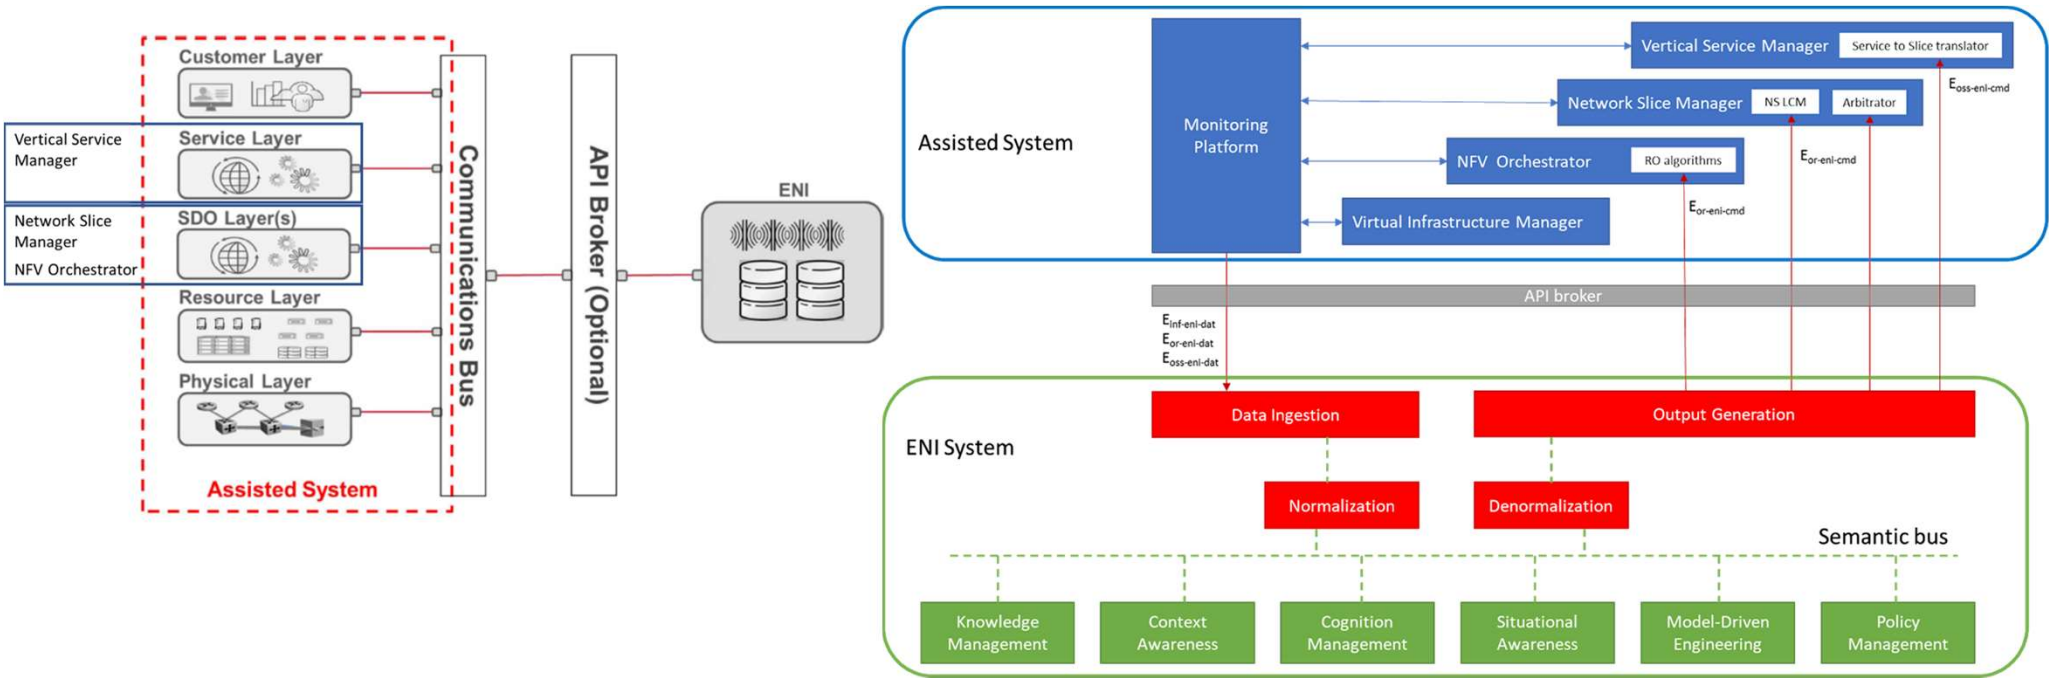 Customer Layer
Vertical Service
Manager
Service Layer
Network Slice
Manager
NFV Orchestrator
SDO Layer(s)
Resource Layer
Physical Layer
Assisted System
Communications Bus
API Broker (Optional)
ENI
Assisted System
Monitoring
Platform
Vertical Service Manager
Service to Slice translator
Eoss-eni-cmd
Network Slice Manager
NS LCM
Arbitrator
Eor-eni-cmd
NFV Orchestrator
RO algorithms
Eor-eni-cmd
Virtual Infrastructure Manager
API broker
Einf-eni-dat
Eor-eni-dat
Eoss-eni-dat
ENI System
Data Ingestion
Output Generation
Normalization
Denormalization
Semantic bus
Knowledge
Management
Context
Awareness
Cognition
Management
Situational
Awareness
Model-Driven
Engineering
Policy
Management